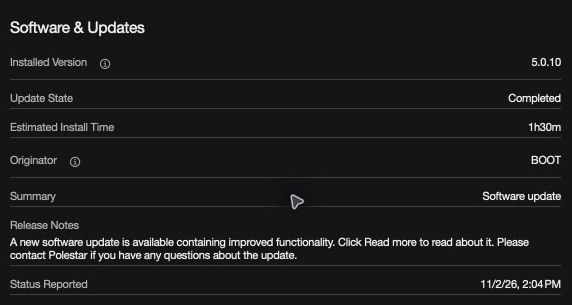 Software & Updates
Installed Version 5.0.10
Update State Completed
Estimated Install Time 1h30m
Originator BOOT
Summary Software update
Release Notes
A new software update is available containing improved functionality. Click Read more to read about it. Please
contact Polestar if you have any questions about the update.
Status Reported 11/2/26, 2:04 PM